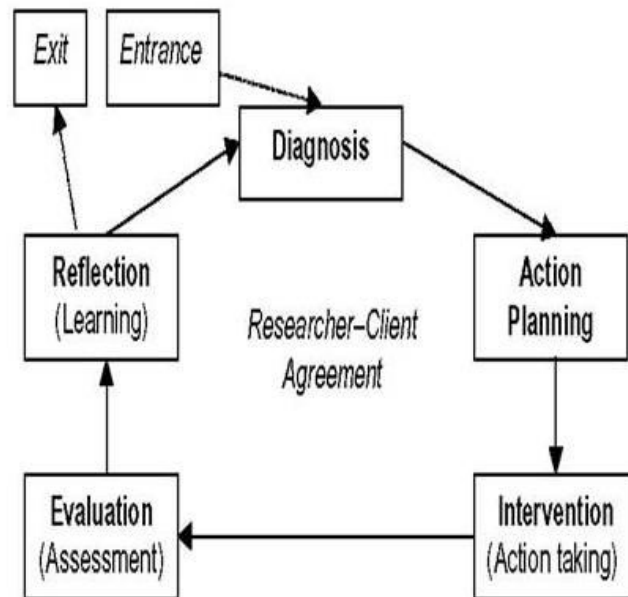 Exit
Entrance
Diagnosis
Action
Planning
Reflection
(Learning)
Researcher–Client
Agreement
Evaluation
(Assessment)
Intervention
(Action taking)